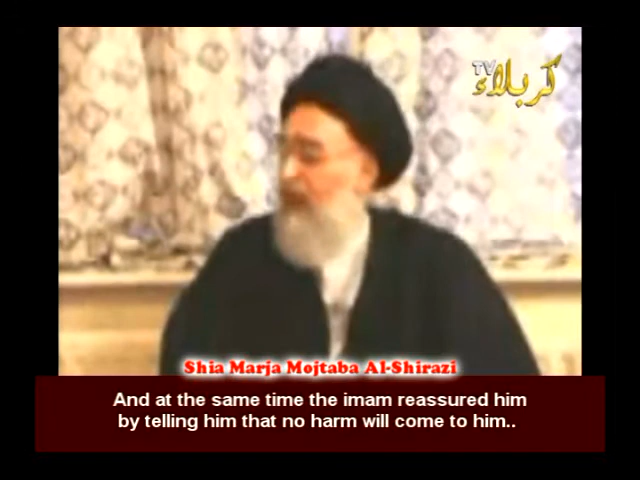 كربلاء TV
Shia Marja Mojtaba Al-Shirazi
And at the same time the imam reassured him
by telling him that no harm will come to him..